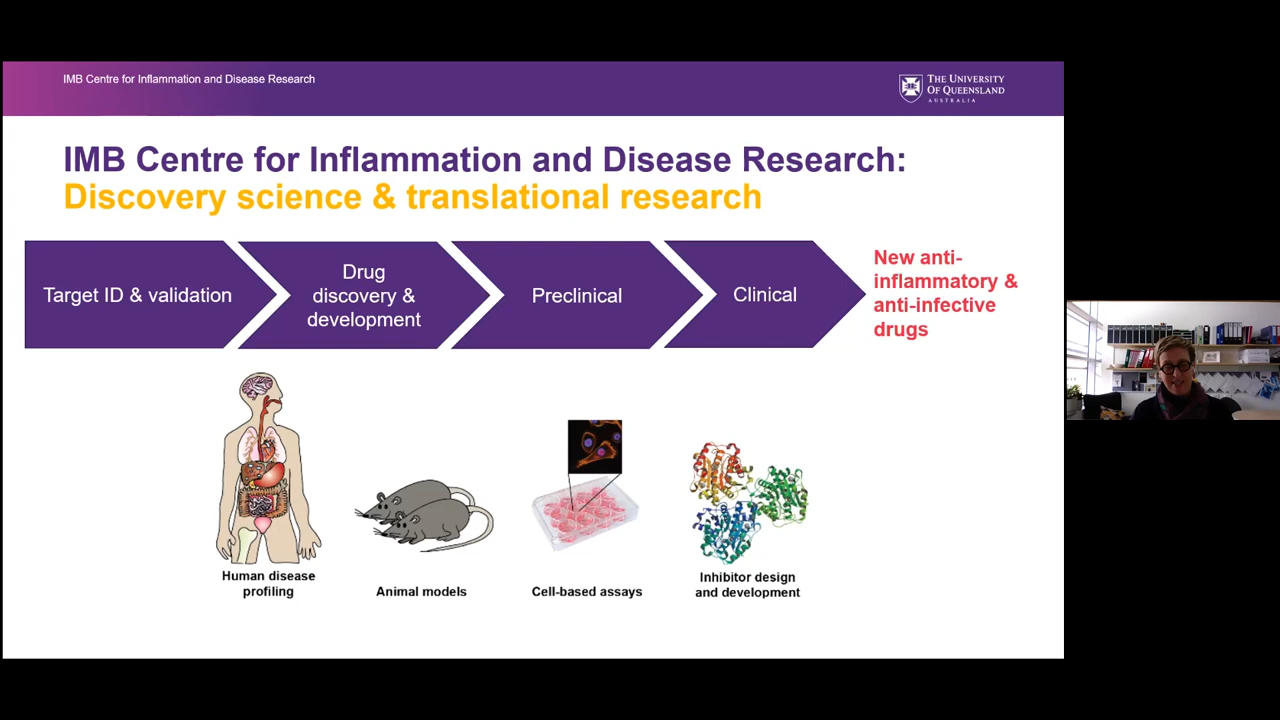 IMB Centre for Inflammation and Disease Research
THE UNIVERSITY
OF QUEENSLAND
AUSTRALIA
IMB Centre for Inflammation and Disease Research:
Discovery science & translational research
Target ID & validation
Drug
discovery &
development
Preclinical
Clinical
New anti-
inflammatory &
anti-infective
drugs
Human disease
profiling
Animal models
Cell-based assays
Inhibitor design
and development